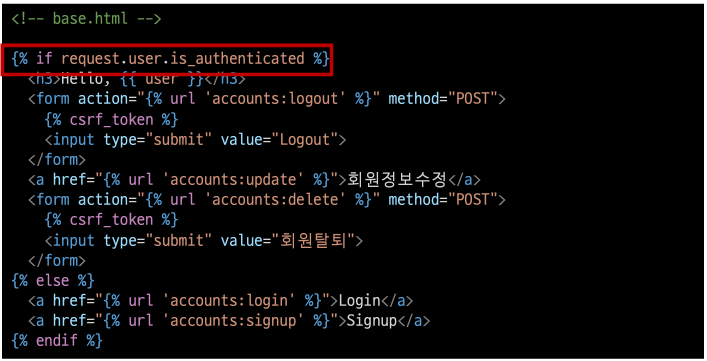 <!-- base.html -->
{% if request.user.is_authenticated %}
<h3>Hello, {{ user }}</h3>
<form action="{% url 'accounts:logout' %}" method="POST">
{% csrf_token %}
<input type="submit" value="Logout">
</form>
<a href="{% url 'accounts:update' %}">회원정보수정</a>
<form action="{% url 'accounts:delete' %}" method="POST">
{% csrf_token %}
<input type="submit" value="회원탈퇴">
</form>
{% else %}
<a href="{% url 'accounts:login' %}">Login</a>
<a href="{% url 'accounts:signup' %}">Signup</a>
{% endif %}